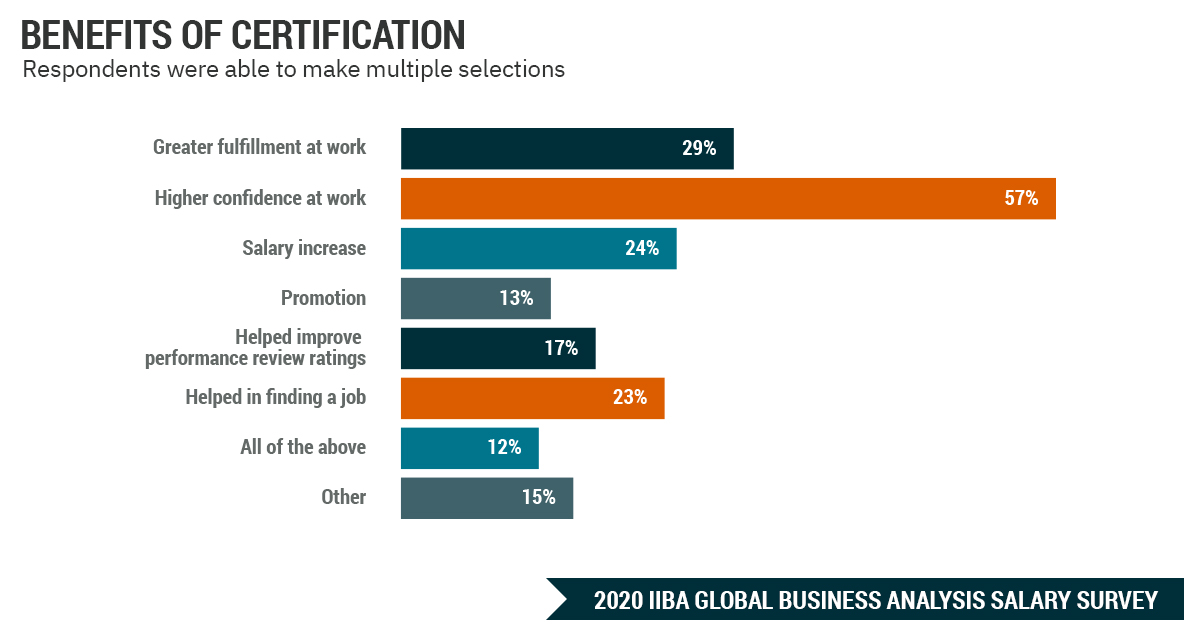 BENEFITS OF CERTIFICATION
Respondents were able to make multiple selections
Greater fulfillment at work 29%
Higher confidence at work 57%
Salary increase 24%
Promotion 13%
Helped improve
performance review ratings 17%
Helped in finding a job 23%
All of the above 12%
Other 15%
2020 IIBA GLOBAL BUSINESS ANALYSIS SALARY SURVEY